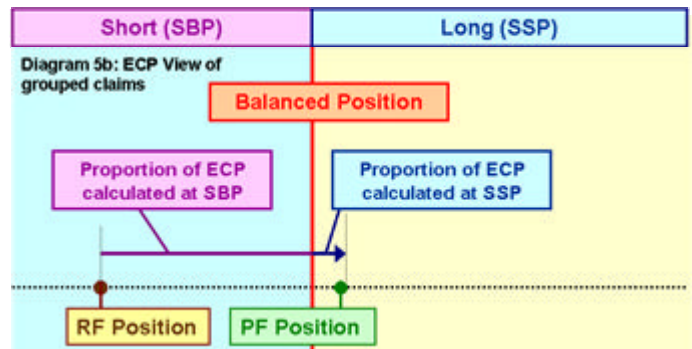 Short (SBP)
Long (SSP)
Diagram 5b: ECP View of
grouped claims
Balanced Position
Proportion of ECP
calculated at SBP
Proportion of ECP
calculated at SSP
RF Position
PF Position